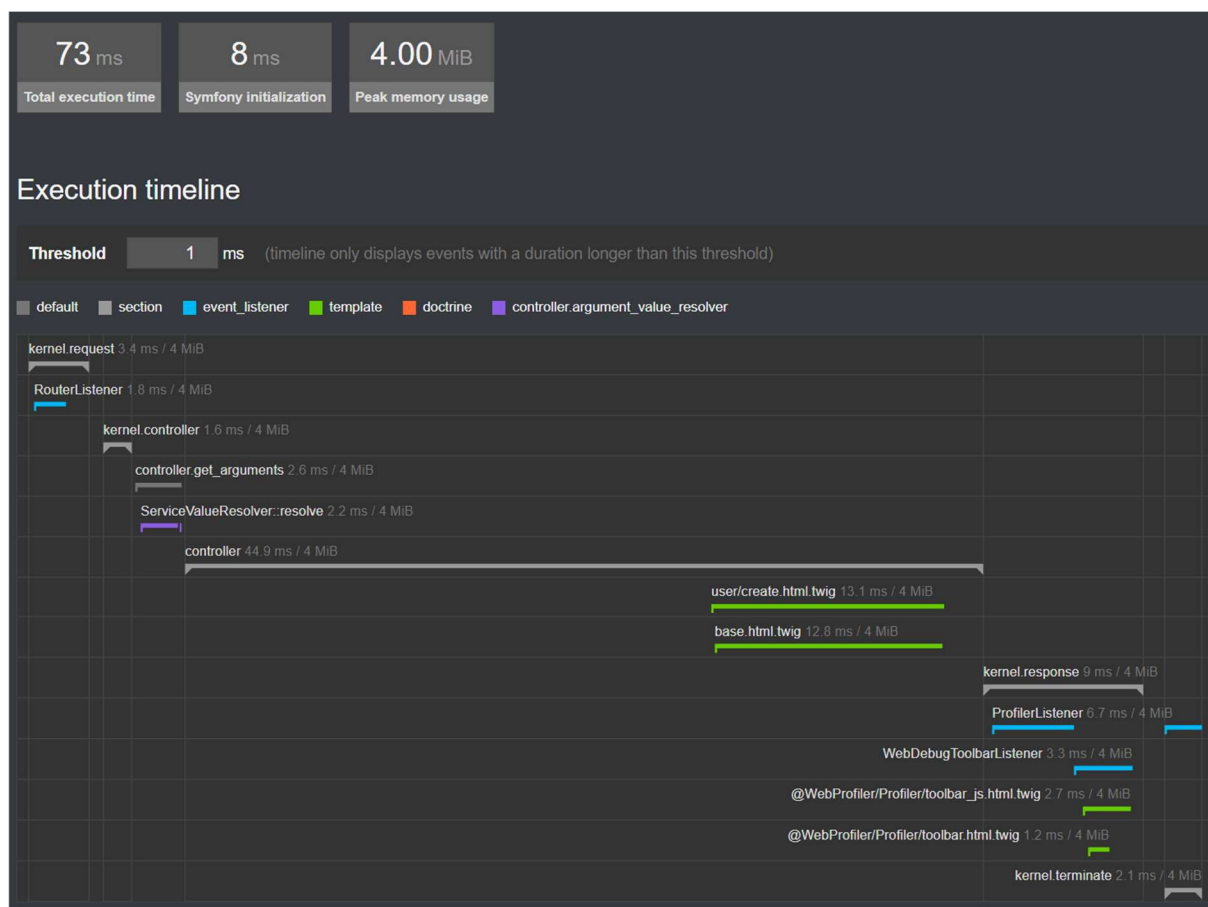 73 ms
Total execution time
8 ms
Symfony initialization
4.00 MiB
Peak memory usage
Execution timeline
Threshold 1 ms (timeline only displays events with a duration longer than this threshold)
default section event_listener template doctrine controller.argument_value_resolver
kernel.request 3.4 ms / 4 MiB
RouterListener 1.8 ms / 4 MiB
kernel.controller 1.6 ms / 4 MiB
controller.get_arguments 2.6 ms / 4 MiB
ServiceValueResolver::resolve 2.2 ms / 4 MiB
controller 44.9 ms / 4 MiB
user/create.html.twig 13.1 ms / 4 MiB
base.html.twig 12.8 ms / 4 MiB
kernel.response 9 ms / 4 MiB
ProfilerListener 6.7 ms / 4 MiB
WebDebugToolbarListener 3.3 ms / 4 MiB
@WebProfiler/Profiler/toolbar_js.html.twig 2.7 ms / 4 MiB
@WebProfiler/Profiler/toolbar.html.twig 1.2 ms / 4 MiB
kernel.terminate 2.1 ms / 4 MiB